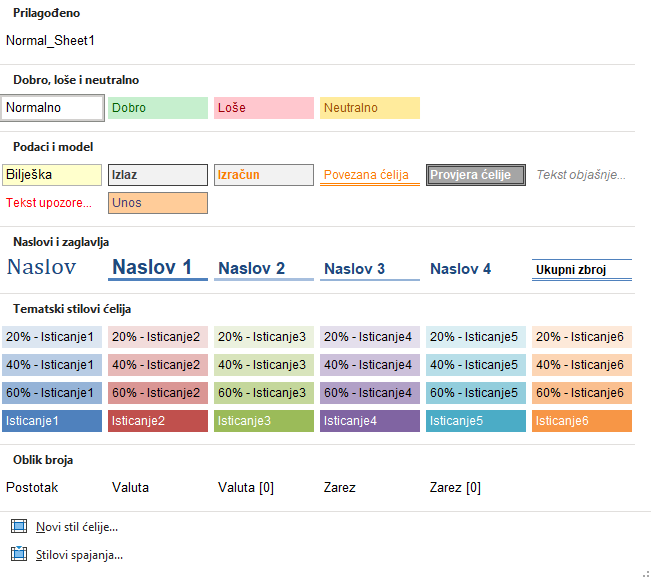 Prilagođeno
Normal_Sheet1
Dobro, loše i neutralno
Normalno Dobro Loše Neutralno
Podaci i model
Bilješka Izlaz Izračun Povezana ćelija Provjera ćelije Tekst objašnje...
Tekst upozore... Unos
Naslovi i zaglavlja
Naslov Naslov 1 Naslov 2 Naslov 3 Naslov 4 Ukupni zbroj
Tematski stilovi ćelija
20% - Isticanje1 20% - Isticanje2 20% - Isticanje3 20% - Isticanje4 20% - Isticanje5 20% - Isticanje6
40% - Isticanje1 40% - Isticanje2 40% - Isticanje3 40% - Isticanje4 40% - Isticanje5 40% - Isticanje6
60% - Isticanje1 60% - Isticanje2 60% - Isticanje3 60% - Isticanje4 60% - Isticanje5 60% - Isticanje6
Isticanje1 Isticanje2 Isticanje3 Isticanje4 Isticanje5 Isticanje6
Oblik broja
Postotak Valuta Valuta [0] Zarez Zarez [0]
Novi stil ćelije...
Stilovi spajanja...